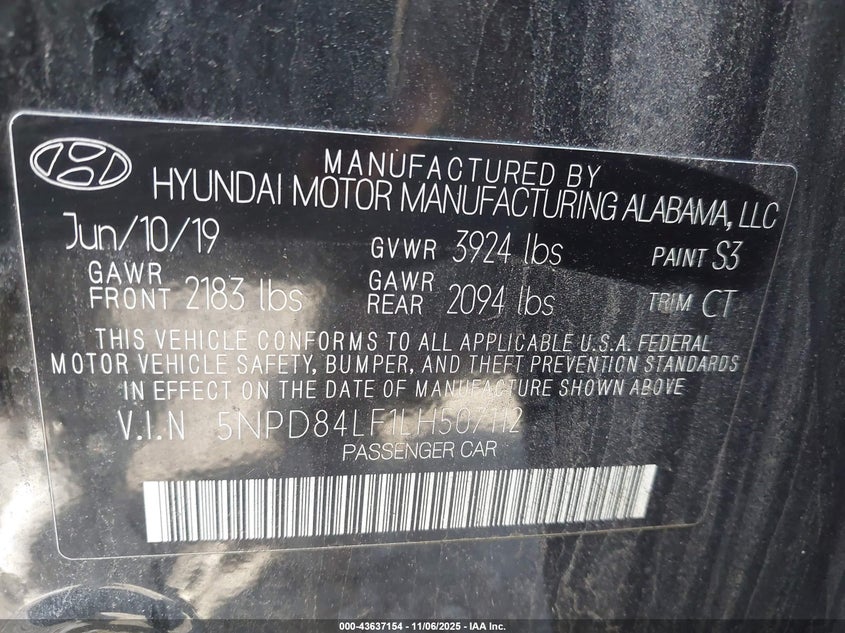 MANUFACTURED BY
HYUNDAI MOTOR MANUFACTURING ALABAMA, LLC
Jun/10/19 GVWR 3924 lbs PAINT S3
GAWR FRONT 2183 lbs GAWR REAR 2094 lbs TRIM CT
THIS VEHICLE CONFORMS TO ALL APPLICABLE U.S.A. FEDERAL
MOTOR VEHICLE SAFETY, BUMPER, AND THEFT PREVENTION STANDARDS
IN EFFECT ON THE DATE OF MANUFACTURE SHOWN ABOVE
V.I.N 5NPD84LF1LH507112
PASSENGER CAR
000-43637154 - 11/06/2025 - IAA Inc.